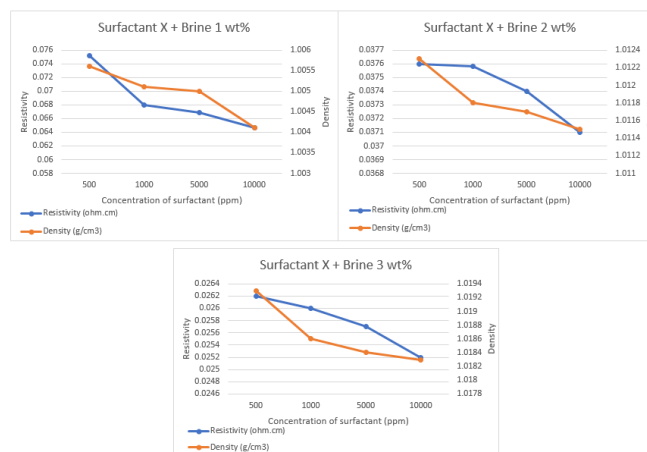 Surfactant X + Brine 1 wt%
Resistivity
0.076
0.074
0.072
0.07
0.068
0.066
0.064
0.062
0.06
0.058
1.006
1.0055
1.005
1.0045
1.004
1.0035
1.003
Density
500 1000 5000 10000
Concentration of surfactant (ppm)
Resistivity (ohm.cm)
Density (g/cm3)
Surfactant X + Brine 2 wt%
Resistivity
0.0377
0.0376
0.0375
0.0374
0.0373
0.0372
0.0371
0.037
0.0369
0.0368
1.0124
1.0122
1.012
1.0118
1.0116
1.0114
1.0112
1.011
Density
500 1000 5000 10000
Concentration of surfactant (ppm)
Resistivity (ohm.cm)
Density (g/cm3)
Surfactant X + Brine 3 wt%
Resistivity
0.0264
0.0262
0.026
0.0258
0.0256
0.0254
0.0252
0.025
0.0248
0.0246
1.0194
1.0192
1.019
1.0188
1.0186
1.0184
1.0182
1.018
1.0178
Density
500 1000 5000 10000
Concentration of surfactant (ppm)
Resistivity (ohm.cm)
Density (g/cm3)